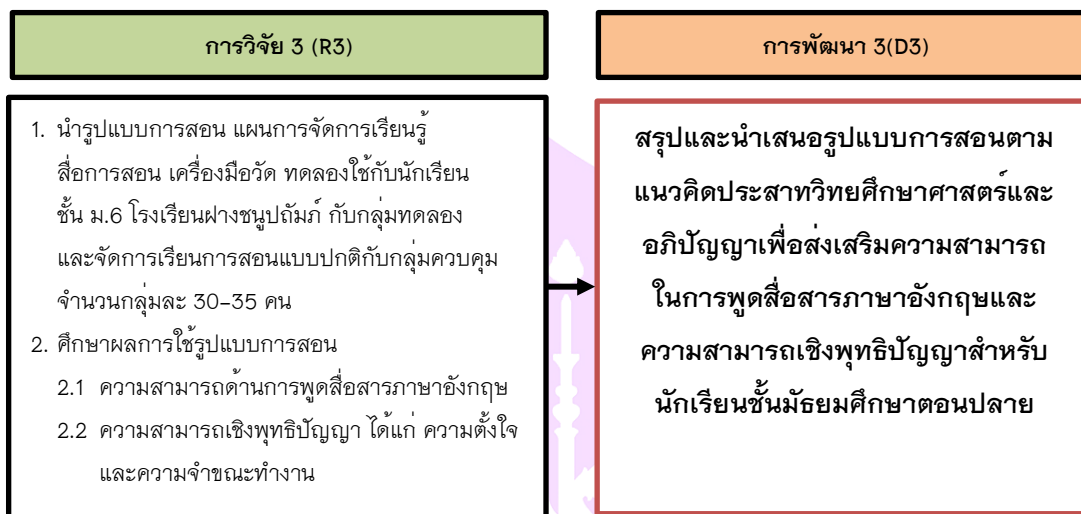 การวิจัย 3 (R3)
1. นำรูปแบบการสอน แผนการจัดการเรียนรู้
สื่อการสอน เครื่องมือวัด ทดลองใช้กับนักเรียน
ชั้น ม.6 โรงเรียนฝางชนูปถัมภ์ กับกลุ่มทดลอง
และจัดการเรียนการสอนแบบปกติกับกลุ่มควบคุม
จำนวนกลุ่มละ 30-35 คน
2. ศึกษาผลการใช้รูปแบบการสอน
2.1 ความสามารถด้านการพูดสื่อสารภาษาอังกฤษ
2.2 ความสามารถเชิงพุทธิปัญญา ได้แก่ ความตั้งใจ
และความจำขณะทำงาน
การพัฒนา 3(D3)
สรุปและนำเสนอรูปแบบการสอนตาม
แนวคิดประสาทวิทยศึกษาศาสตร์และ
อภิปัญญาเพื่อส่งเสริมความสามารถ
ในการพูดสื่อสารภาษาอังกฤษและ
ความสามารถเชิงพุทธิปัญญาสำหรับ
นักเรียนชั้นมัธยมศึกษาตอนปลาย